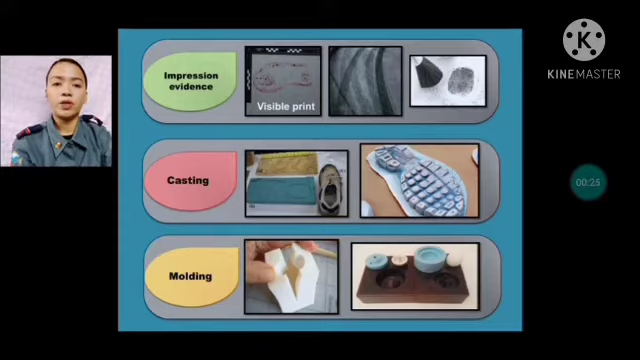 Impression
evidence
Visible print
KINEMASTER
00:25
Casting
Molding